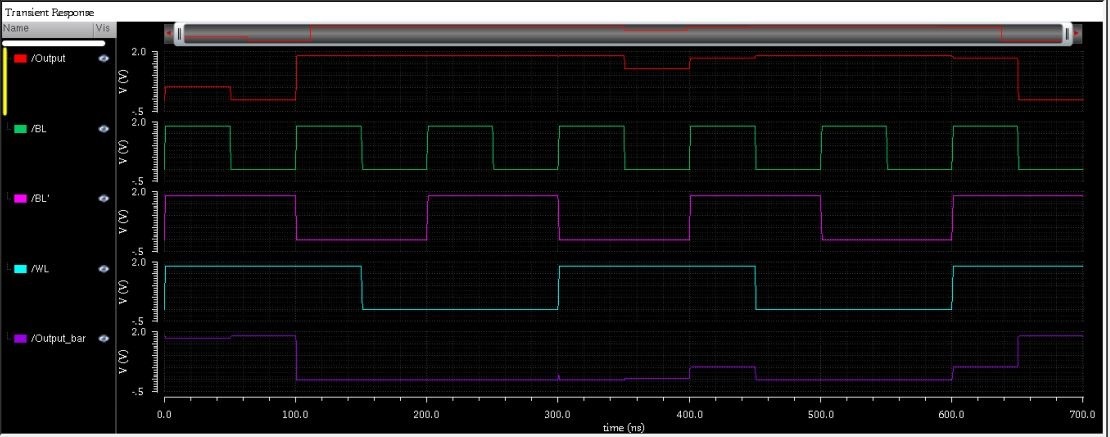 Transient Response
Name Vis
/Output
2.0
V (V)
-.5
/BL
2.0
V (V)
-.5
/BL'
2.0
V (V)
-.5
/WL
2.0
V (V)
-.5
/Output_bar
2.0
V (V)
-.5
0.0 100.0 200.0 300.0 400.0 500.0 600.0 700.0
time (ns)